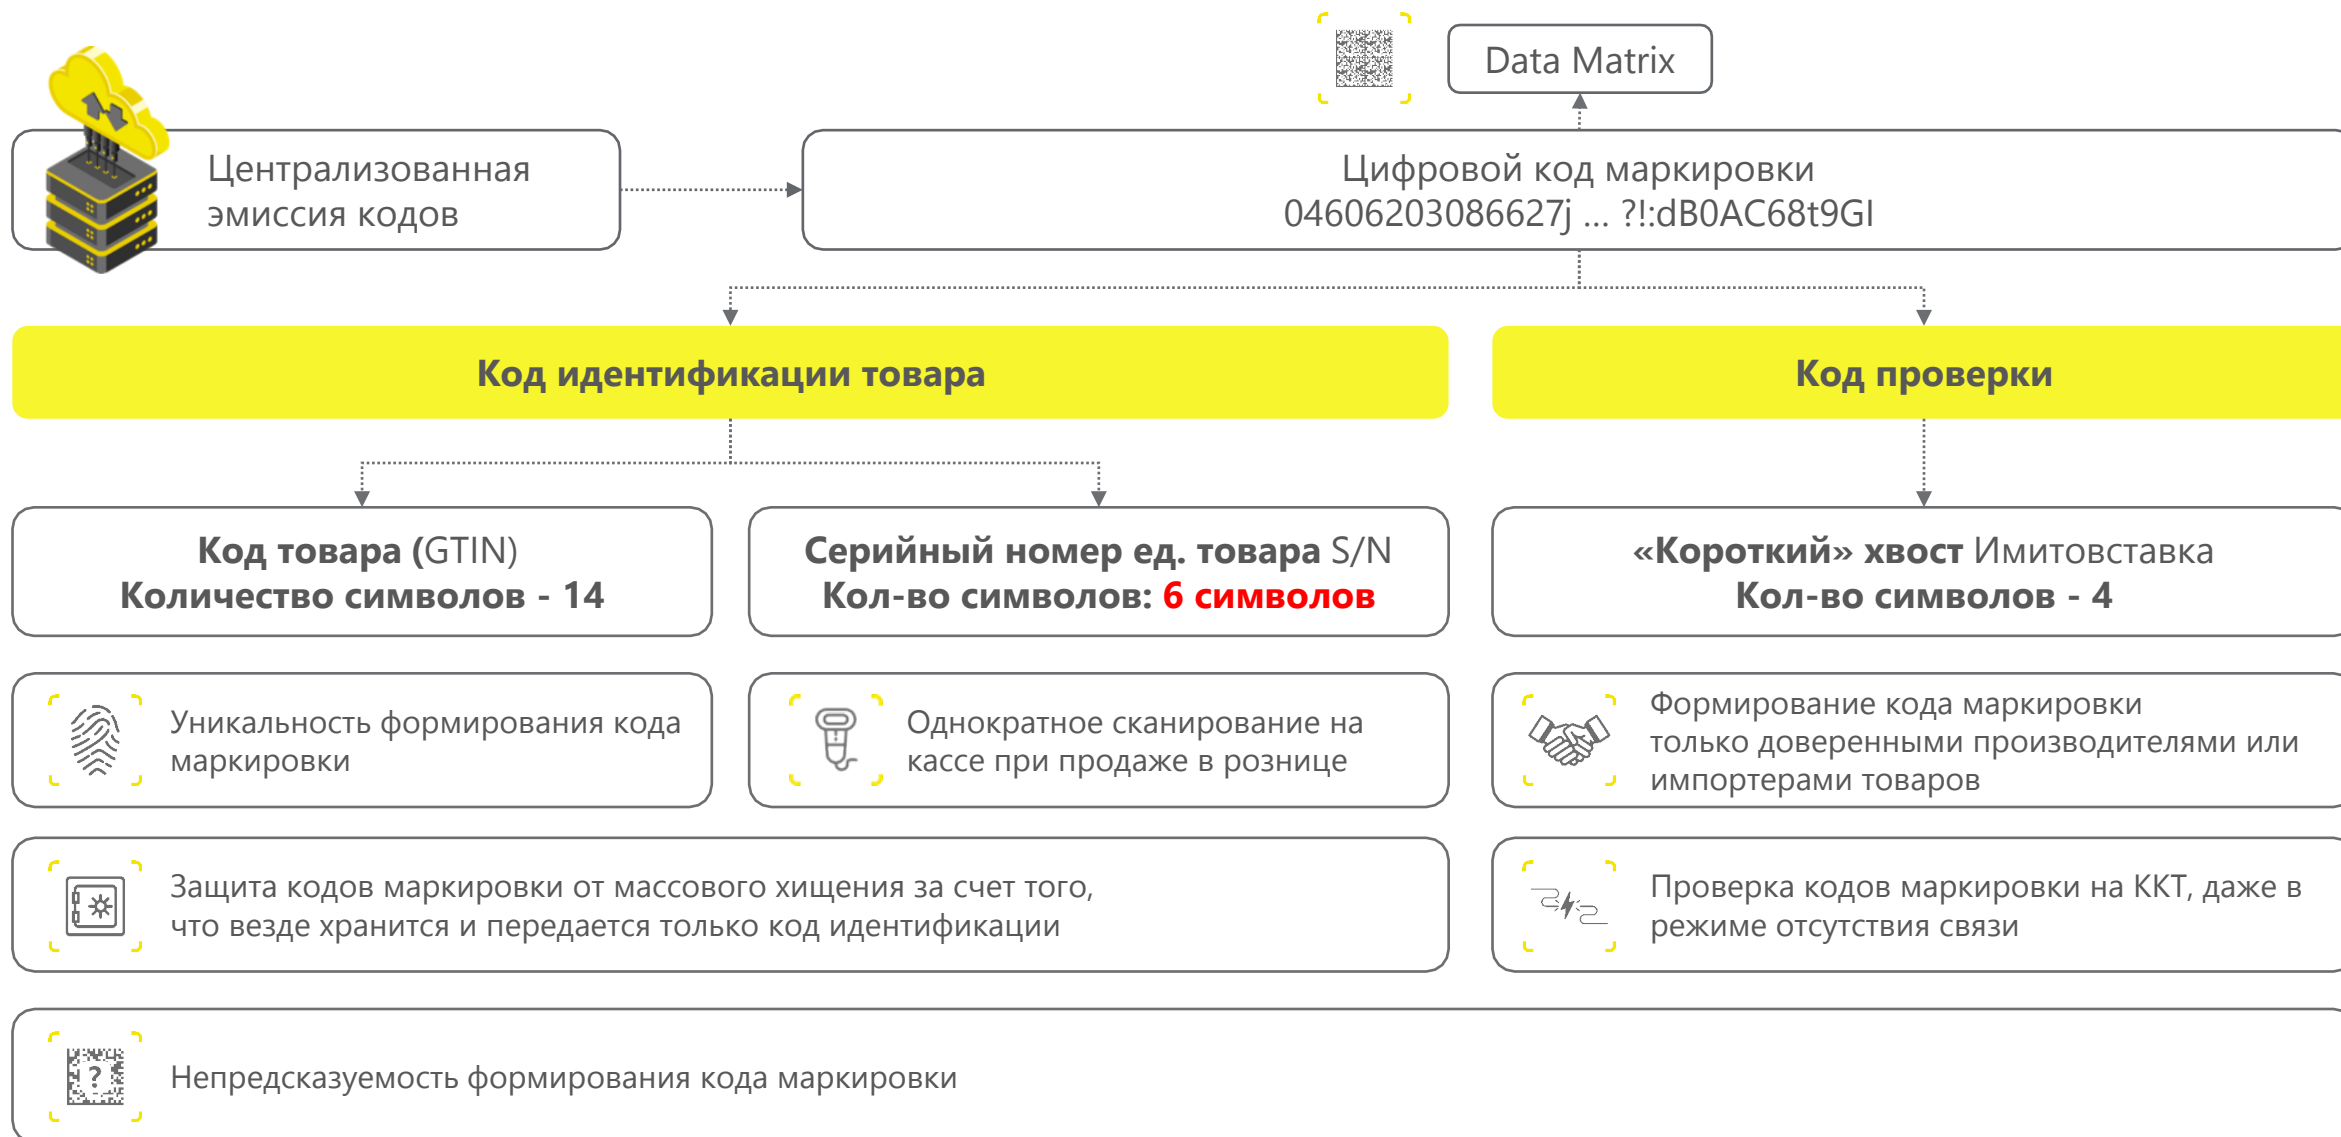 Data Matrix
Централизованная
эмиссия кодов
Цифровой код маркировки
04606203086627j ... ?!:dB0AC68t9GI
Код идентификации товара
Код проверки
Код товара (GTIN)
Количество символов - 14
Серийный номер ед. товара S/N
Кол-во символов: 6 символов
«Короткий» хвост Имитовставка
Кол-во символов - 4
Уникальность формирования кода
маркировки
Однократное сканирование на
кассе при продаже в рознице
Формирование кода маркировки
только доверенными производителями или
импортерами товаров
Защита кодов маркировки от массового хищения за счет того,
что везде хранится и передается только код идентификации
Проверка кодов маркировки на ККТ, даже в
режиме отсутствия связи
?
Непредсказуемость формирования кода маркировки